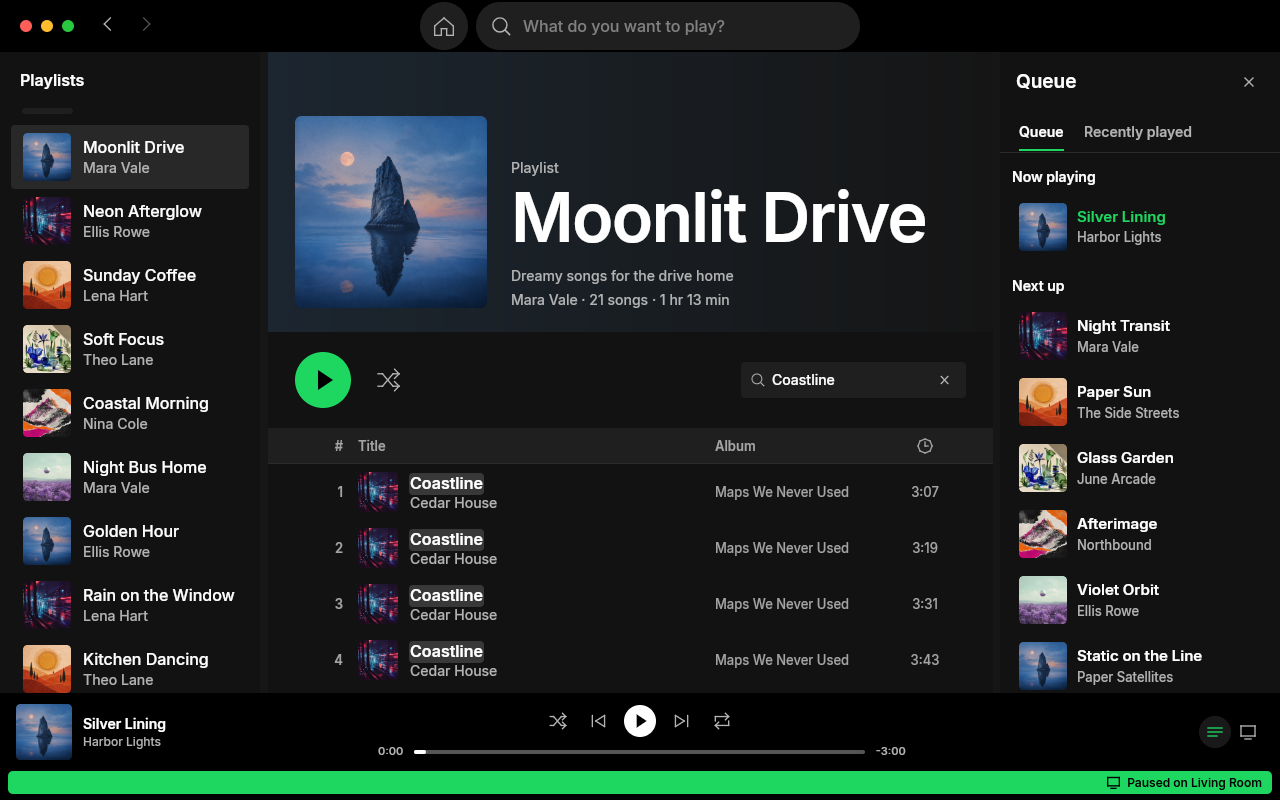 What do you want to play?
Playlists
Moonlit Drive
Mara Vale
Neon Afterglow
Ellis Rowe
Sunday Coffee
Lena Hart
Soft Focus
Theo Lane
Coastal Morning
Nina Cole
Night Bus Home
Mara Vale
Golden Hour
Ellis Rowe
Rain on the Window
Lena Hart
Kitchen Dancing
Theo Lane
Playlist
Moonlit Drive
Dreamy songs for the drive home
Mara Vale · 21 songs · 1 hr 13 min
Coastline
# Title Album
1 Coastline Maps We Never Used 3:07
Cedar House
2 Coastline Maps We Never Used 3:19
Cedar House
3 Coastline Maps We Never Used 3:31
Cedar House
4 Coastline Maps We Never Used 3:43
Cedar House
Queue
Queue Recently played
Now playing
Silver Lining
Harbor Lights
Next up
Night Transit
Mara Vale
Paper Sun
The Side Streets
Glass Garden
June Arcade
Afterimage
Northbound
Violet Orbit
Ellis Rowe
Static on the Line
Paper Satellites
Silver Lining
Harbor Lights
0:00 -3:00
Paused on Living Room